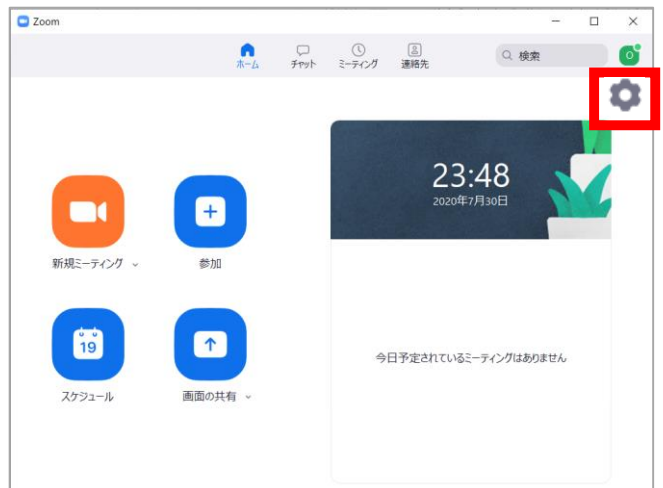 Zoom
ホーム
チャット
ミーティング
連絡先
検索
O
23:48
2020年7月30日
新規ミーティング
参加
19
スケジュール
画面の共有
今日予定されているミーティングはありません